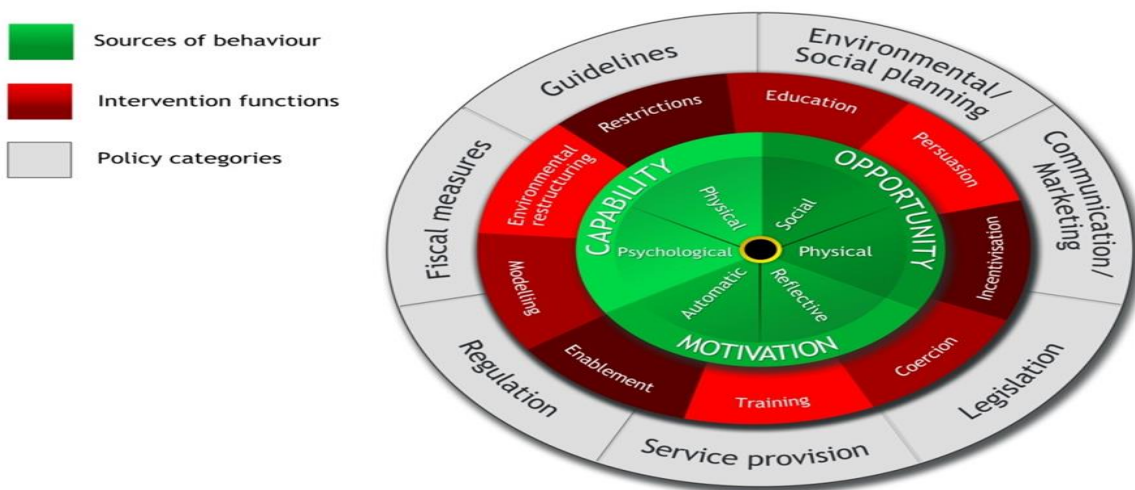 Sources of behaviour
Intervention functions
Policy categories
Guidelines
Environmental/
Social planning
Communication/
Marketing
Legislation
Service provision
Regulation
Fiscal measures
Restrictions
Education
Persuasion
Incentivisation
Coercion
Training
Enablement
Modelling
Environmental
restructuring
CAPABILITY
OPPORTUNITY
MOTIVATION
Physical
Social
Physical
Reflective
Automatic
Psychological